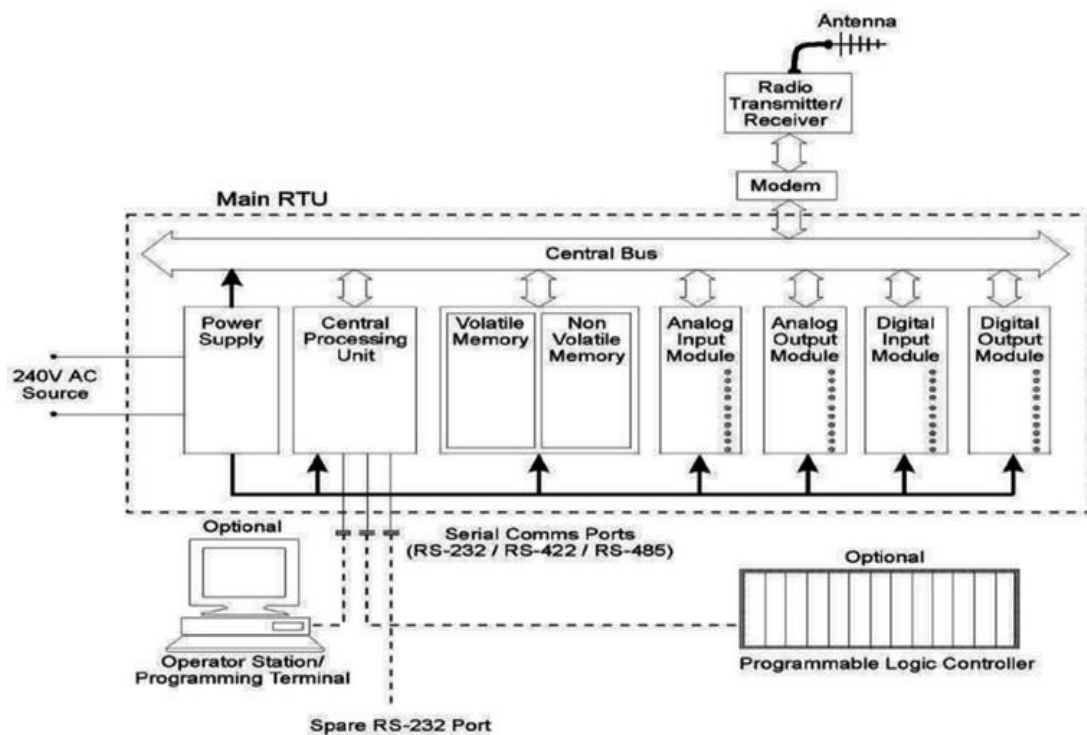 Antenna
Radio
Transmitter/
Receiver
Modem
Main RTU
Central Bus
Power
Supply
Central
Processing
Unit
Volatile
Memory
Non
Volatile
Memory
Analog
Input
Module
Analog
Output
Module
Digital
Input
Module
Digital
Output
Module
240V AC
Source
Optional
Serial Comms Ports
(RS-232 / RS-422 / RS-485)
Optional
Operator Station/
Programming Terminal
Programmable Logic Controller
Spare RS-232 Port